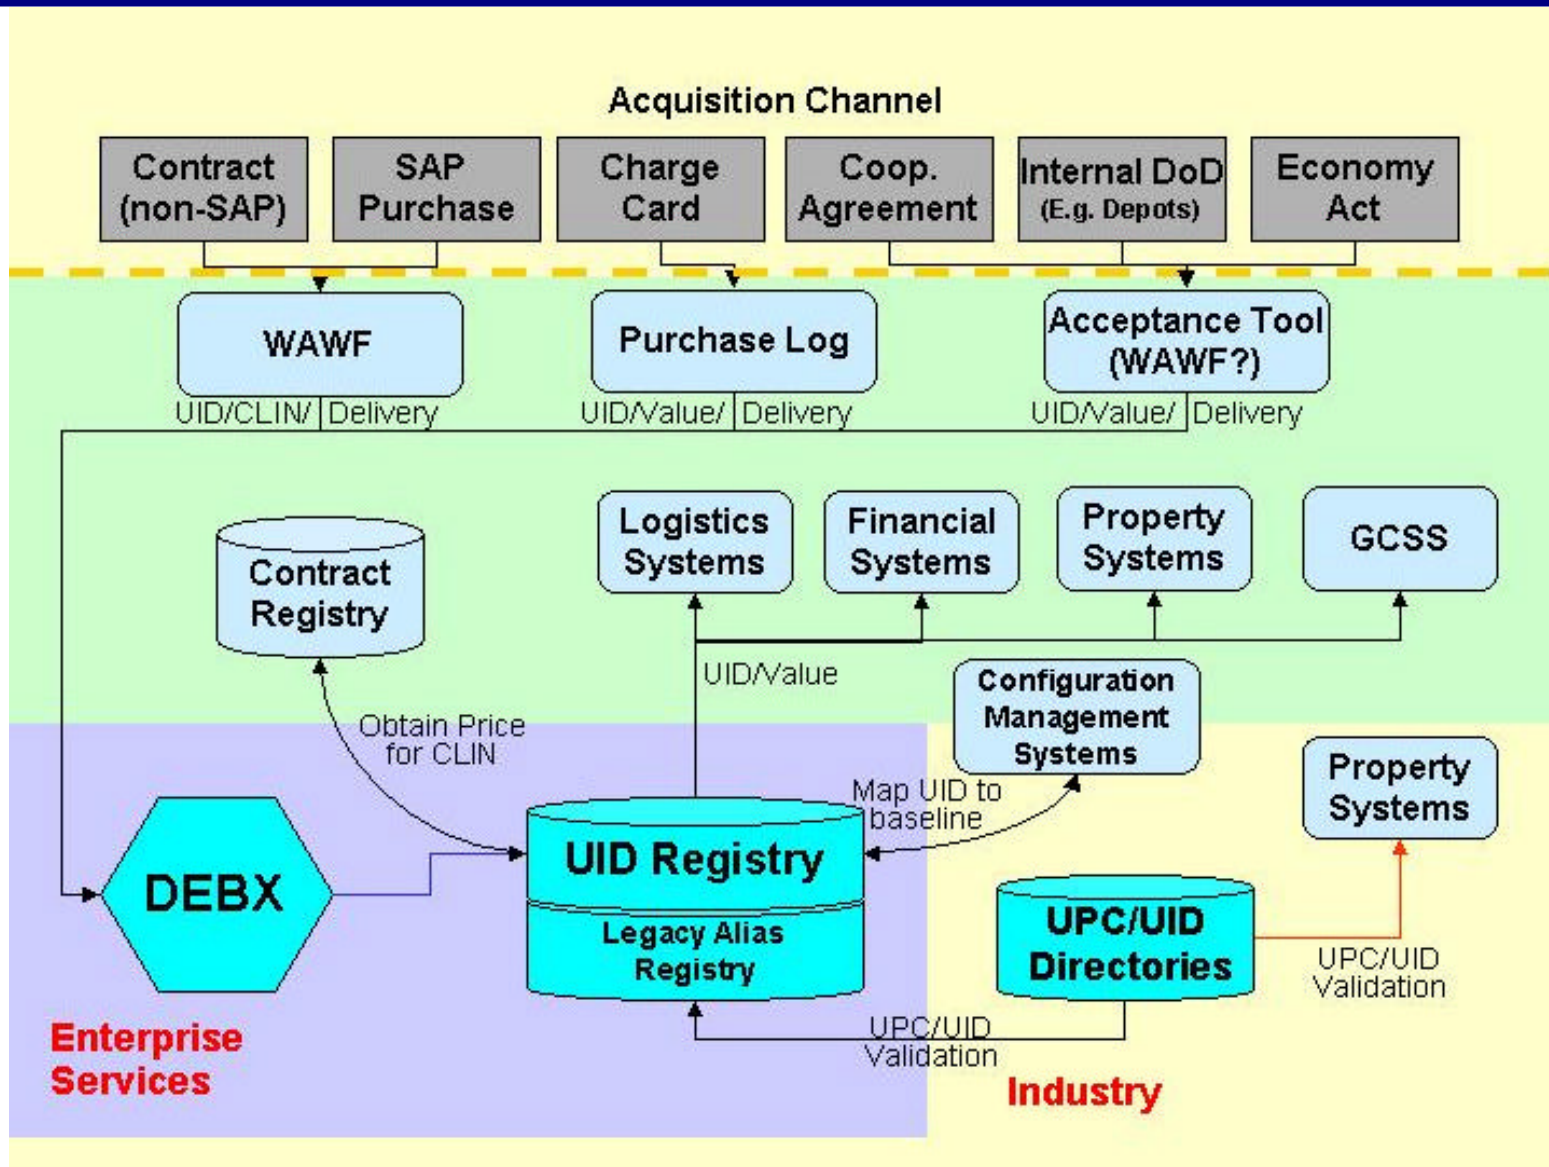 Acquisition Channel
Contract
(non-SAP)
SAP
Purchase
Charge
Card
Coop.
Agreement
Internal DoD
(E.g. Depots)
Economy
Act
WAWF
Purchase Log
Acceptance Tool
(WAWF?)
UID/CLIN/ Delivery
UID/Value/ Delivery
UID/Value/ Delivery
Logistics
Systems
Financial
Systems
Property
Systems
GCSS
Contract
Registry
UID/Value
Configuration
Management
Systems
Obtain Price
for CLIN
Map UID to
baseline
Property
Systems
DEBX
UID Registry
Legacy Alias
Registry
UPC/UID
Directories
UPC/UID
Validation
UPC/UID
Validation
Enterprise
Services
Industry